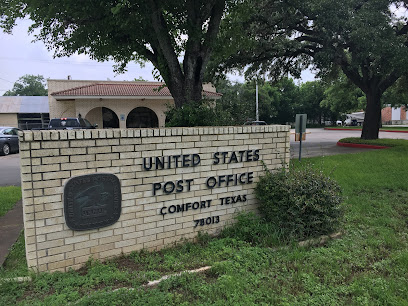 UNITED STATES
POST OFFICE
COMFORT TEXAS
78013